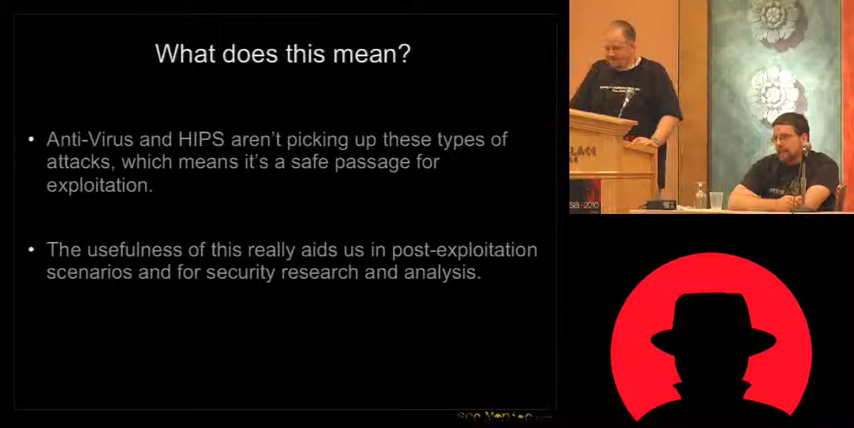 What does this mean?
• Anti-Virus and HIPS aren't picking up these types of
attacks, which means it's a safe passage for
exploitation.
• The usefulness of this really aids us in post-exploitation
scenarios and for security research and analysis.
2010